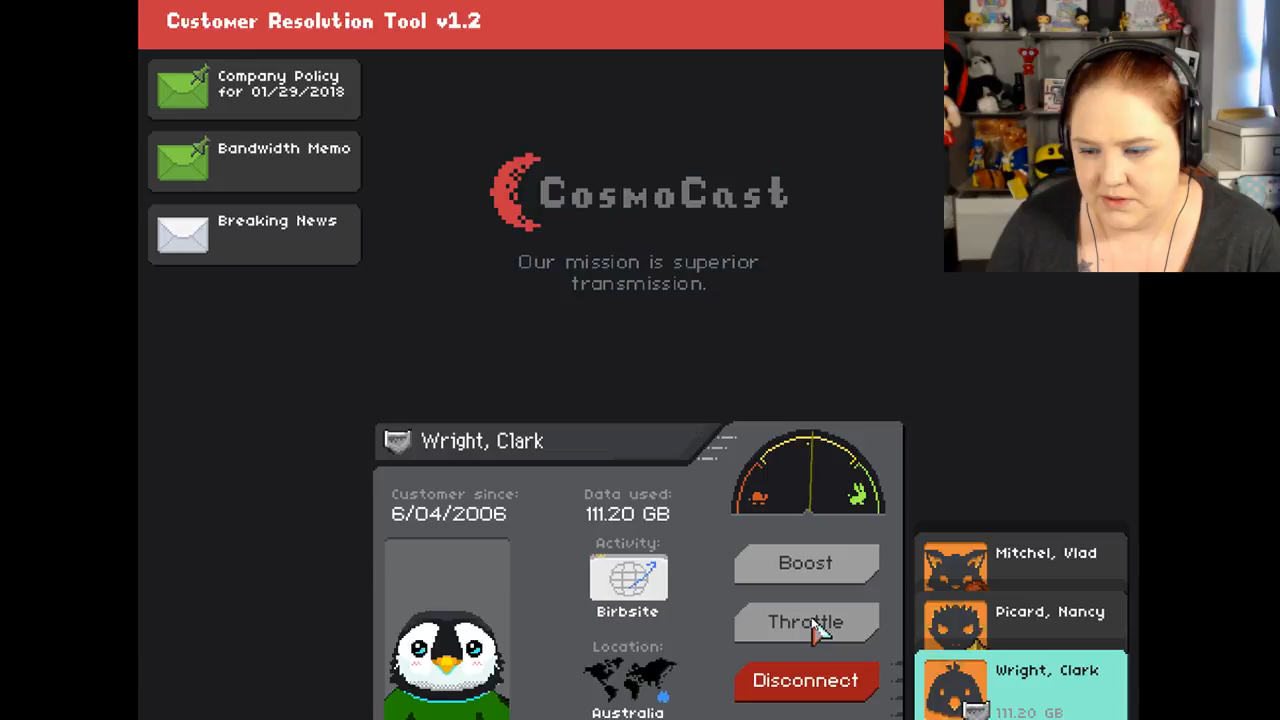 Customer Resolution Tool v1.2
Company Policy
for 01/29/2018
Bandwidth Memo
Breaking News
CosmoCast
Our mission is superior
transmission.
Wright, Clark
Customer since:
6/04/2006
Data used:
111.20 GB
Activity:
Birbsite
Location:
Australia
Boost
Throttle
Disconnect
Mitchel, Vlad
Picard, Nancy
Wright, Clark
111.20 GB